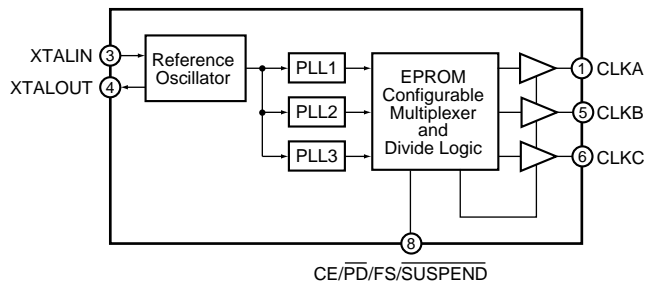 XTALIN
3
XTALOUT
4
Reference
Oscillator
PLL1
PLL2
PLL3
EPROM
Configurable
Multiplexer
and
Divide Logic
1 CLKA
5 CLKB
6 CLKC
8
CE/PD/FS/SUSPEND